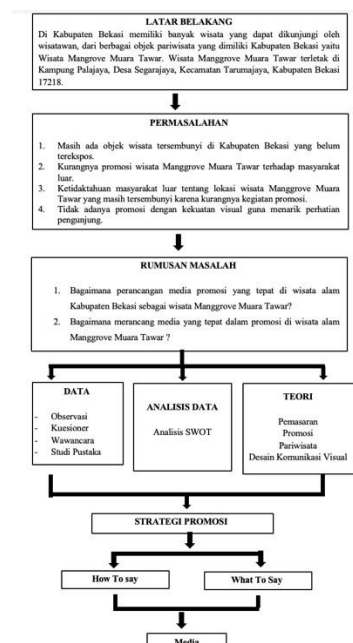 LATAR BELAKANG
Di Kabupaten Bekasi memiliki banyak wisata yang dapat dikunjungi oleh
wisatawan, dari berbagai objek pariwisata yang dimiliki Kabupaten Bekasi yaitu
Wisata Mangrove Muara Tawar. Wisata Manggrove Muara Tawar terletak di
Kampung Palajaya, Desa Segarajaya, Kecamatan Tarumajaya, Kabupaten Bekasi
17218.
PERMASALAHAN
1. Masih ada objek wisata tersembunyi di Kabupaten Bekasi yang belum
terekspos.
2. Kurangnya promosi wisata Manggrove Muara Tawar terhadap masyarakat
luar.
3. Ketidaktahuan masyarakat luar tentang lokasi wisata Manggrove Muara
Tawar yang masih tersembunyi karena kurangnya kegiatan promosi.
4. Tidak adanya promosi dengan kekuatan visual guna menarik perhatian
pengunjung.
RUMUSAN MASALAH
1. Bagaimana perancangan media promosi yang tepat di wisata alam
Kabupaten Bekasi sebagai wisata Manggrove Muara Tawar?
2. Bagaimana merancang media yang tepat dalam promosi di wisata alam
Manggrove Muara Tawar ?
DATA
- Observasi
- Kuesioner
- Wawancara
- Studi Pustaka
ANALISIS DATA
Analisis SWOT
TEORI
Pemasaran
Promosi
Pariwisata
Desain Komunikasi Visual
STRATEGI PROMOSI
How To say
What To Say
Media